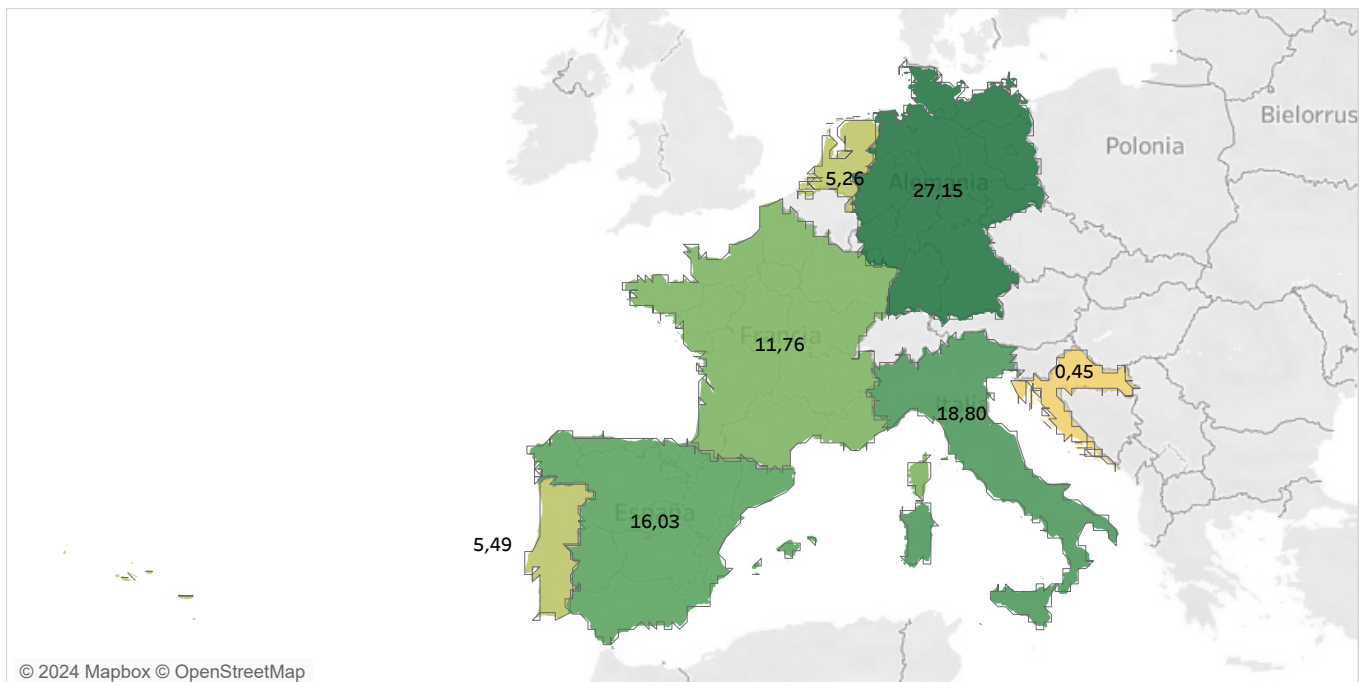 Bielorrus
Polonia
5,26
Alemania
27,15
Francia
11,76
0,45
Itali
18,80
España
16,03
5,49
© 2024 Mapbox © OpenStreetMap